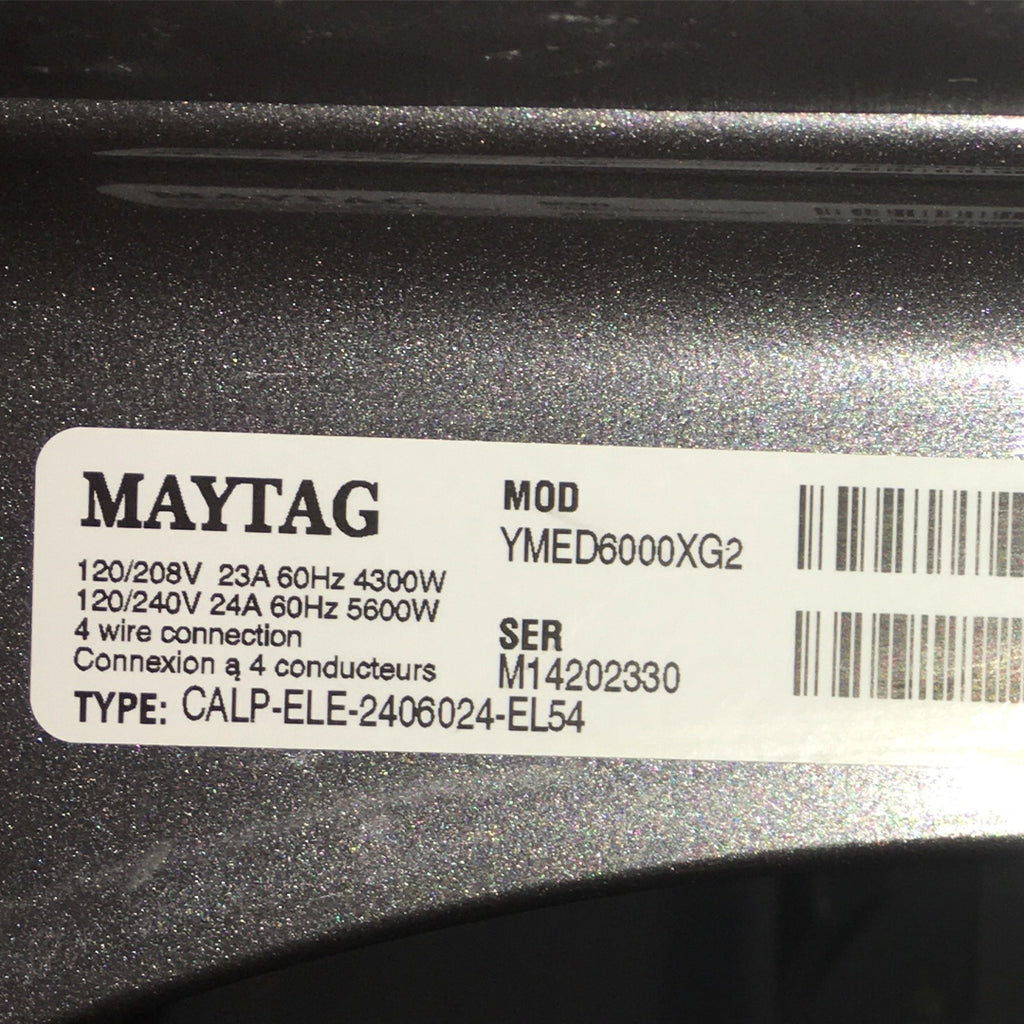 MAYTAG
120/208V 23A 60Hz 4300W
120/240V 24A 60Hz 5600W
4 wire connection
Connexion ą 4 conducteurs
TYPE: CALP-ELE-2406024-EL54
MOD
YMED6000XG2
SER
M14202330